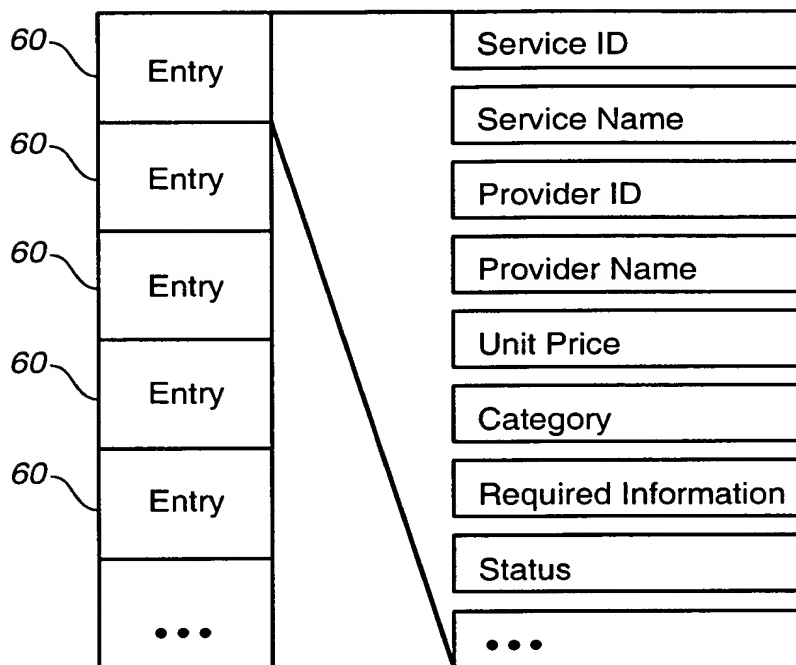 60
Entry
60
Entry
60
Entry
60
Entry
60
Entry
•••
Service ID
Service Name
Provider ID
Provider Name
Unit Price
Category
Required Information
Status
•••